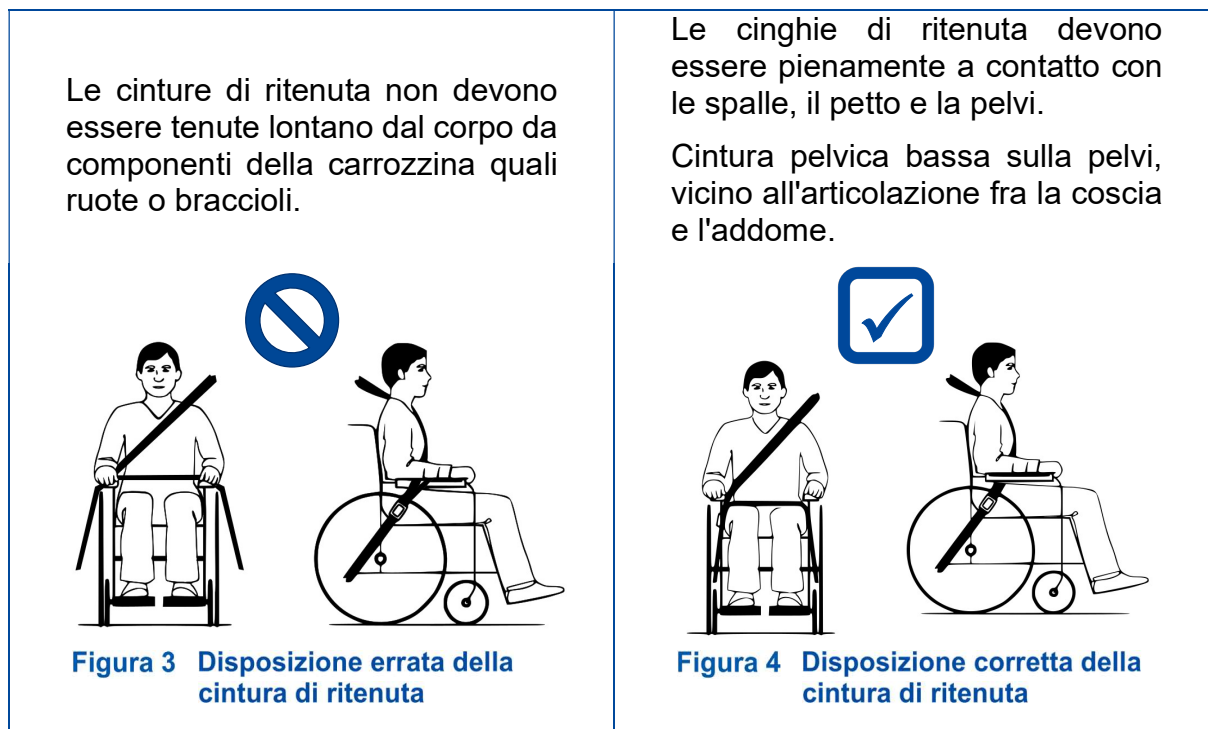 Le cinture di ritenuta non devono
essere tenute lontano dal corpo da
componenti della carrozzina quali
ruote o braccioli.
Figura 3 Disposizione errata della
cintura di ritenuta
Le cinghie di ritenuta devono
essere pienamente a contatto con
le spalle, il petto e la pelvi.
Cintura pelvica bassa sulla pelvi,
vicino all'articolazione fra la coscia
e l'addome.
Figura 4 Disposizione corretta della
cintura di ritenuta